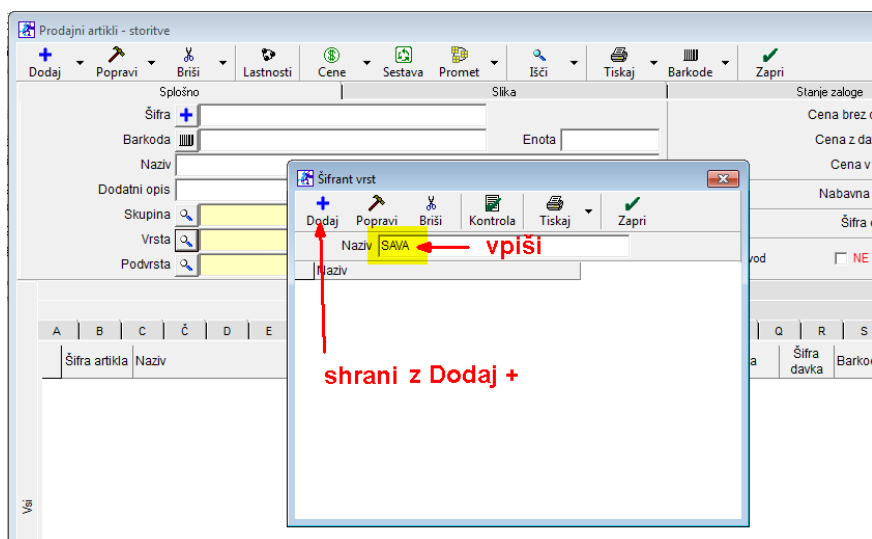 Prodajni artikli - storitve
Dodaj Popravi Briši Lastnosti Cene Sestava Promet Išči Tiskaj Barkode Zapri
Splošno Slika Stanje zaloge
Šifra Cena brez
Barkoda Enota Cena z da
Naziv Cena v
Dodatni opis Nabavna
Skupina Šifra
Vrsta vod NE
Podvrsta
Šifrant vrst
Dodaj Popravi Briši Kontrola Tiskaj Zapri
Naziv SAVA vpiši
Naziv
shrani z Dodaj +
A B C Č D E Q R S
Šifra artikla Naziv a Šifra davka Barko
Vsi